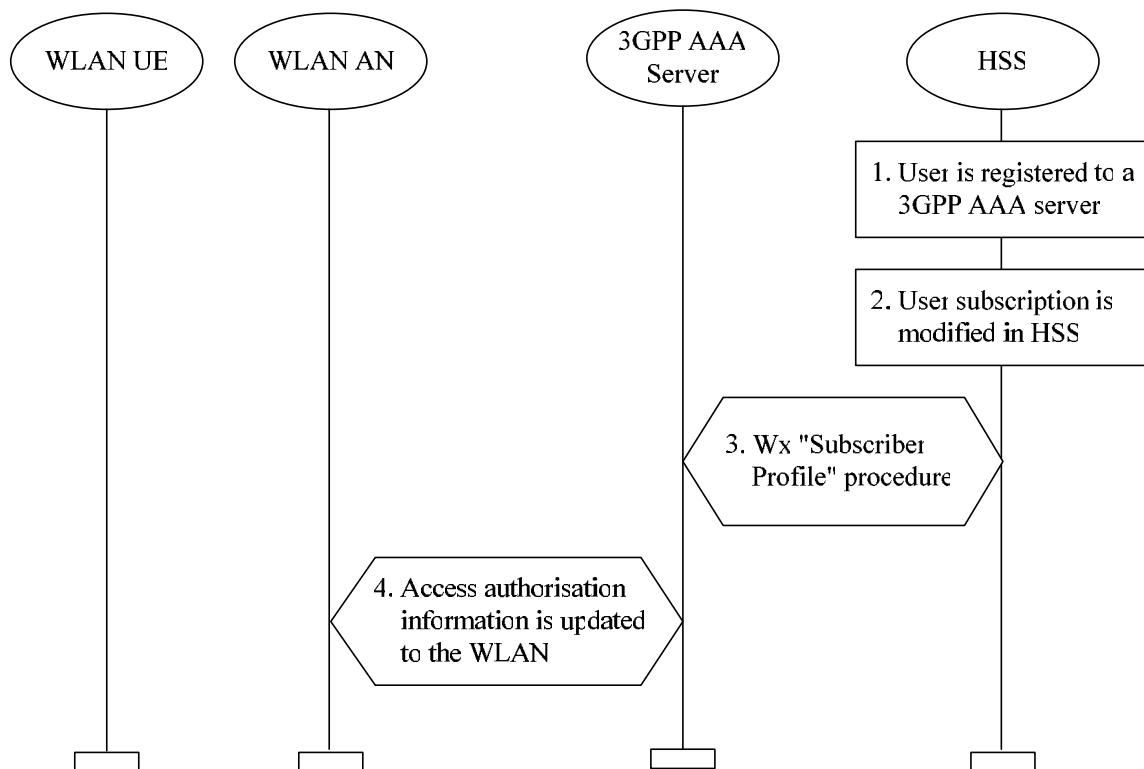 WLAN UE
WLAN AN
3GPP AAA
Server
HSS
1. User is registered to a
3GPP AAA server
2. User subscription is
modified in HSS
3. Wx "Subscriber
Profile" procedure
4. Access authorisation
information is updated
to the WLAN